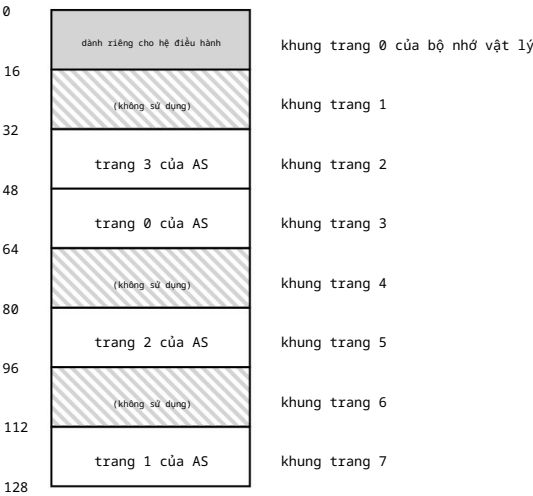 0
dành riêng cho hệ điều hành khung trang 0 của bộ nhớ vật lý
16
(không sử dụng) khung trang 1
32
trang 3 của AS khung trang 2
48
trang 0 của AS khung trang 3
64
(không sử dụng) khung trang 4
80
trang 2 của AS khung trang 5
96
(không sử dụng) khung trang 6
112
trang 1 của AS khung trang 7
128